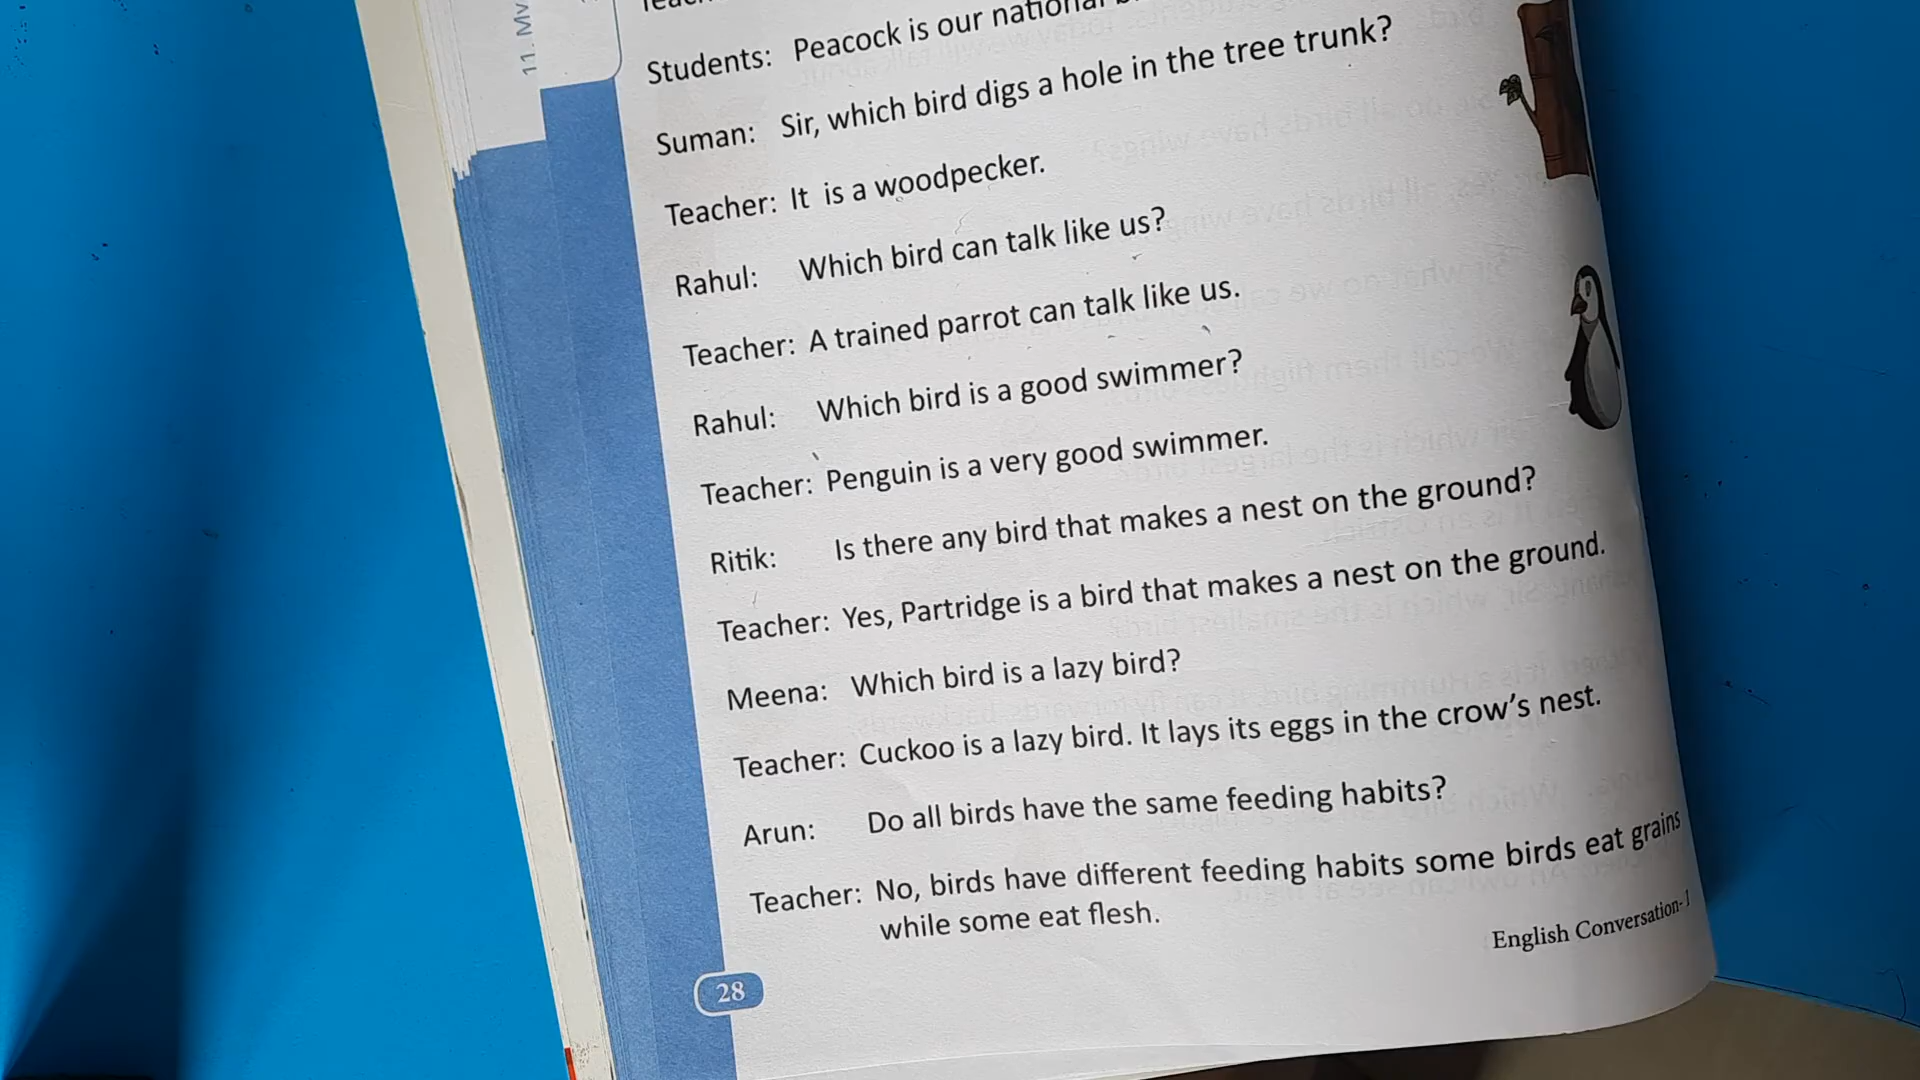 11. My
Students: Peacock is our national
Suman: Sir, which bird digs a hole in the tree trunk?
Teacher: It is a woodpecker.
Rahul: Which bird can talk like us?
Teacher: A trained parrot can talk like us.
Rahul: Which bird is a good swimmer?
Teacher: Penguin is a very good swimmer.
Ritik: Is there any bird that makes a nest on the ground?
Teacher: Yes, Partridge is a bird that makes a nest on the ground.
Meena: Which bird is a lazy bird?
Teacher: Cuckoo is a lazy bird. It lays its eggs in the crow's nest.
Arun: Do all birds have the same feeding habits?
Teacher: No, birds have different feeding habits some birds eat grains
while some eat flesh.
English Conversation-1
28